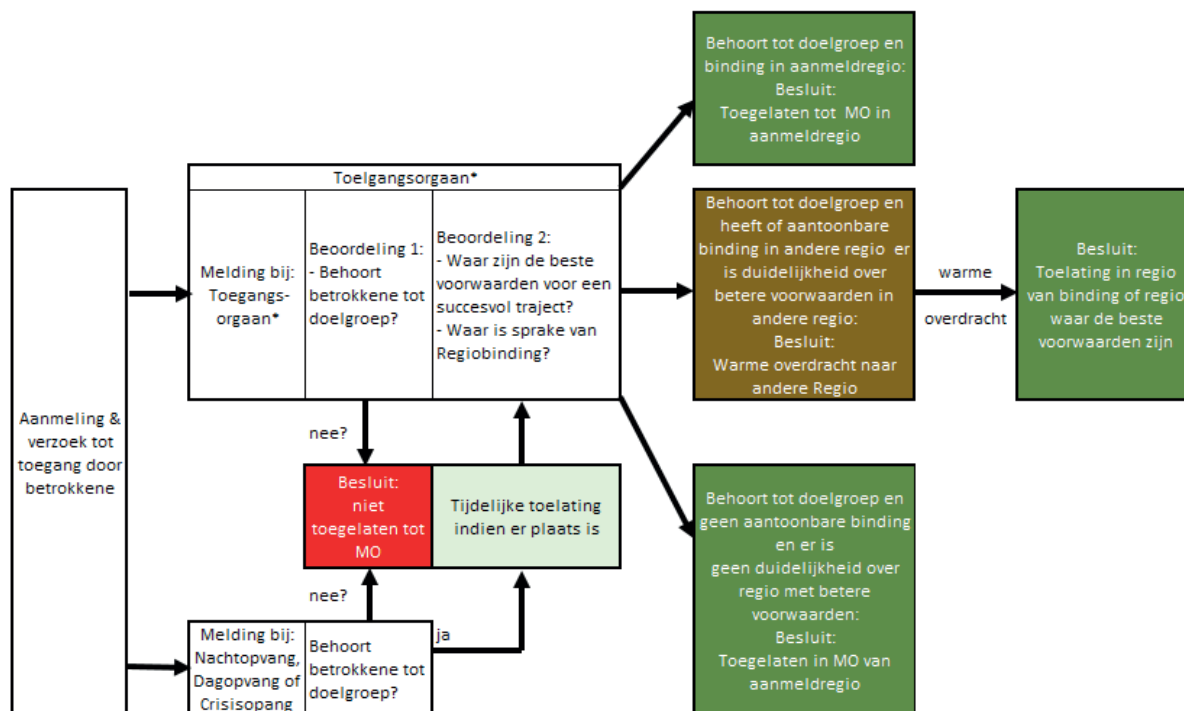 Aanmeling &
verzoek tot
toegang door
betrokkene
Toelgangsorgaan*
Melding bij:
Toegangs-
orgaan*
Beoordeling 1:
- Behoort
betrokkene tot
doelgroep?
Beoordeling 2:
- Waar zijn de beste
voorwaarden voor een
succesvol traject?
- Waar is sprake van
Regiobinding?
nee?
Besluit:
niet
toegelaten tot
MO
Tijdelijke toelating
indien er plaats is
nee?
ja
Melding bij:
Nachtopvang,
Dagopvang of
Crisisopang
Behoort
betrokkene tot
doelgroep?
Behoort tot doelgroep en
binding in aanmeldregio:
Besluit:
Toegelaten tot MO in
aanmeldregio
Behoort tot doelgroep en
heeft of aantoonbare
binding in andere regio er
is duidelijkheid over
betere voorwaarden in
andere regio:
Besluit:
Warme overdracht naar
andere Regio
warme
overdracht
Besluit:
Toelating in regio
van binding of regio
waar de beste
voorwaarden zijn
Behoort tot doelgroep en
geen aantoonbare binding
en er is
geen duidelijkheid over
regio met betere
voorwaarden:
Besluit:
Toegelaten in MO van
aanmeldregio